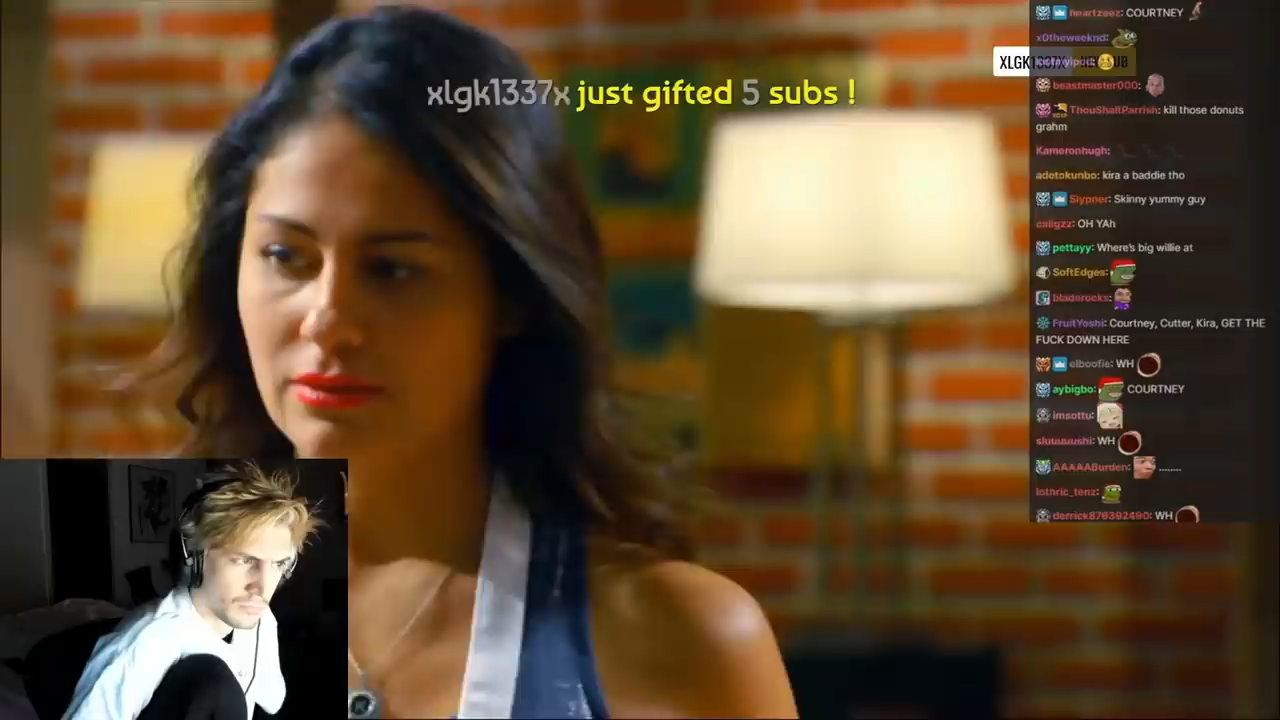 xlgk1337x just gifted 5 subs !
XLGK1337X
heartzeez: COURTNEY
x0theweeknd:
beastmaster000:
ThouShaltParrish: kill those donuts
grahm
Kameronhugh:
adetokunbo: kira a baddie tho
Slypner: Skinny yummy guy
caligzz: OH YAh
pettayy: Where's big willie at
SoftEdges:
bladerocks:
FruitYoshi: Courtney, Cutter, Kira, GET THE
FUCK DOWN HERE
elboofie: WH
aybigbo: COURTNEY
imsottu:
sluuuuushi: WH
AAAAABurden: ........
lothric_tenz:
derrick876392490: WH